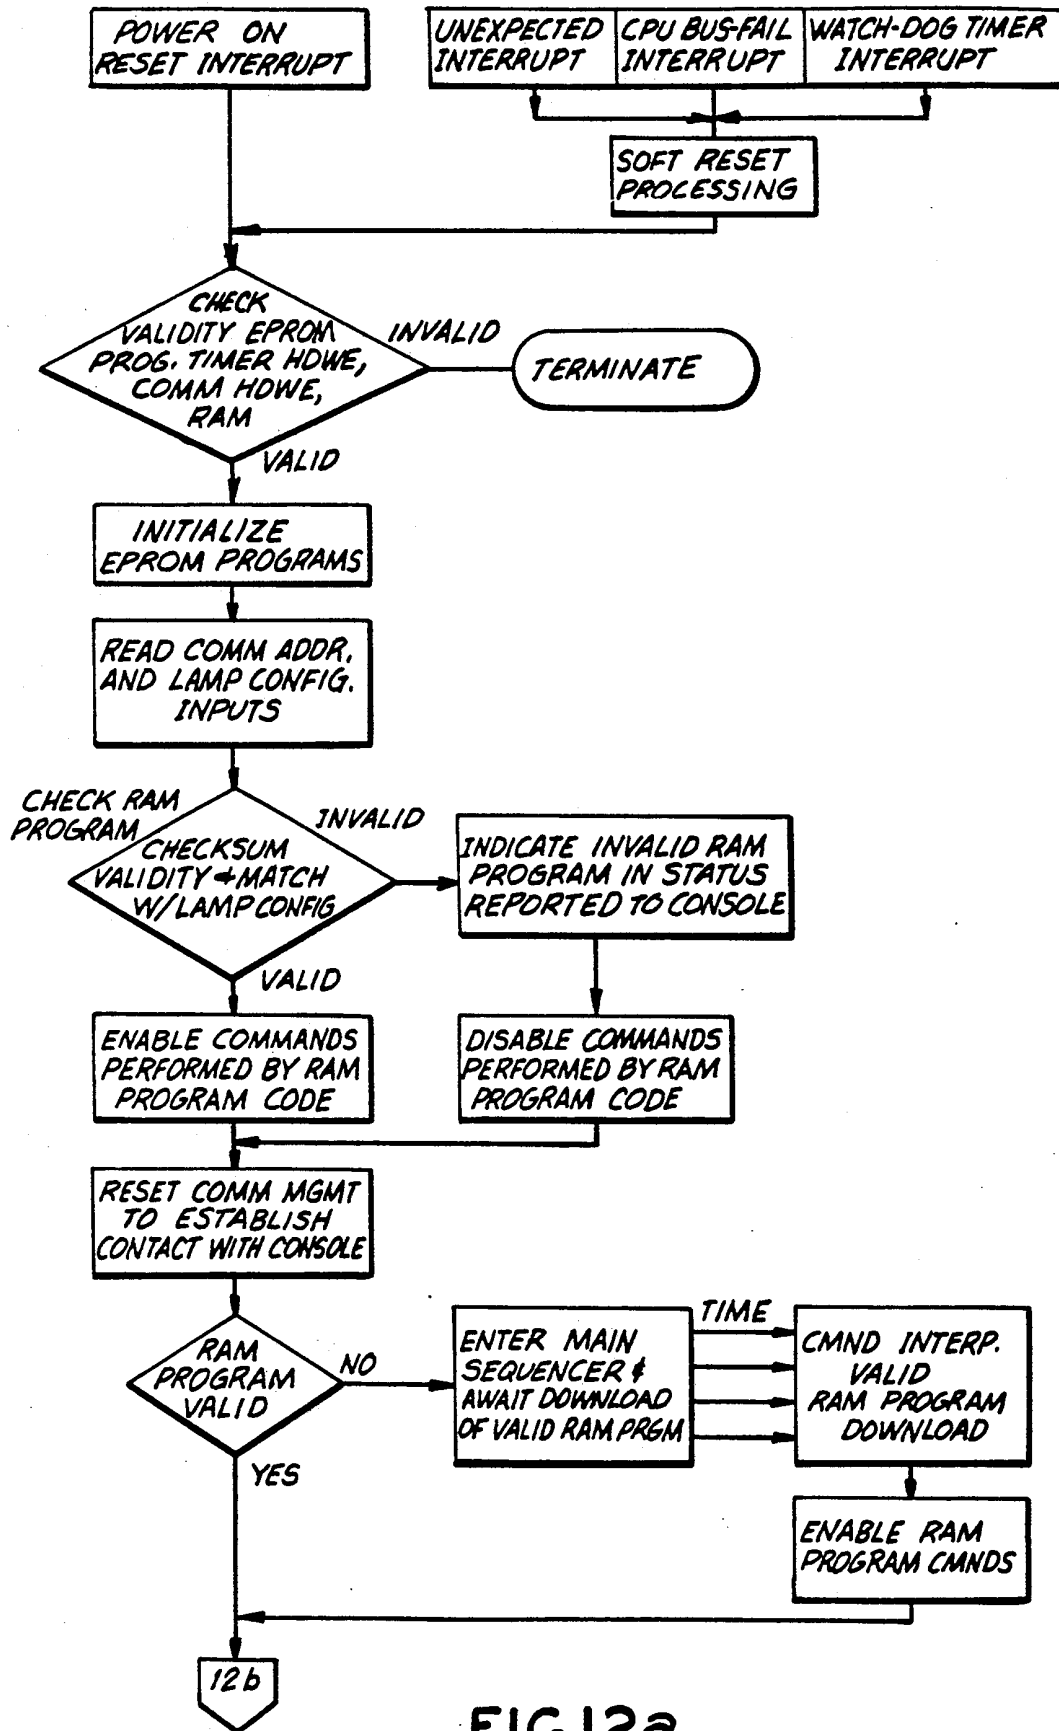 POWER ON
RESET INTERRUPT
UNEXPECTED
INTERRUPT
CPU BUS-FAIL
INTERRUPT
WATCH-DOG TIMER
INTERRUPT
SOFT RESET
PROCESSING
CHECK
VALIDITY EPROM
PROG. TIMER HDWE,
COMM HDWE,
RAM
INVALID
TERMINATE
VALID
INITIALIZE
EPROM PROGRAMS
READ COMM ADDR.
AND LAMP CONFIG.
INPUTS
CHECK RAM
PROGRAM
CHECKSUM
VALIDITY & MATCH
W/LAMP CONFIG
INVALID
INDICATE INVALID RAM
PROGRAM IN STATUS
REPORTED TO CONSOLE
VALID
ENABLE COMMANDS
PERFORMED BY RAM
PROGRAM CODE
DISABLE COMMANDS
PERFORMED BY RAM
PROGRAM CODE
RESET COMM MGMT
TO ESTABLISH
CONTACT WITH CONSOLE
RAM
PROGRAM
VALID
NO
ENTER MAIN
SEQUENCER &
AWAIT DOWNLOAD
OF VALID RAM PRGM
TIME
CMND INTERP.
VALID
RAM PROGRAM
DOWNLOAD
YES
ENABLE RAM
PROGRAM CMNDS
12b
FIG. 12a